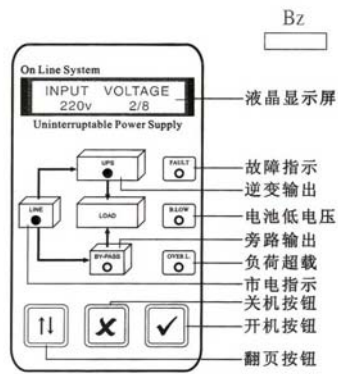 Bz
On Line System
INPUT VOLTAGE
220v 2/8
Uninterruptable Power Supply
液晶显示屏
UPS
FAULT
故障指示
逆变输出
LINE
LOAD
B.LOW
电池低电压
旁路输出
BY-PASS
OVER L.
负荷超载
市电指示
关机按钮
开机按钮
翻页按钮